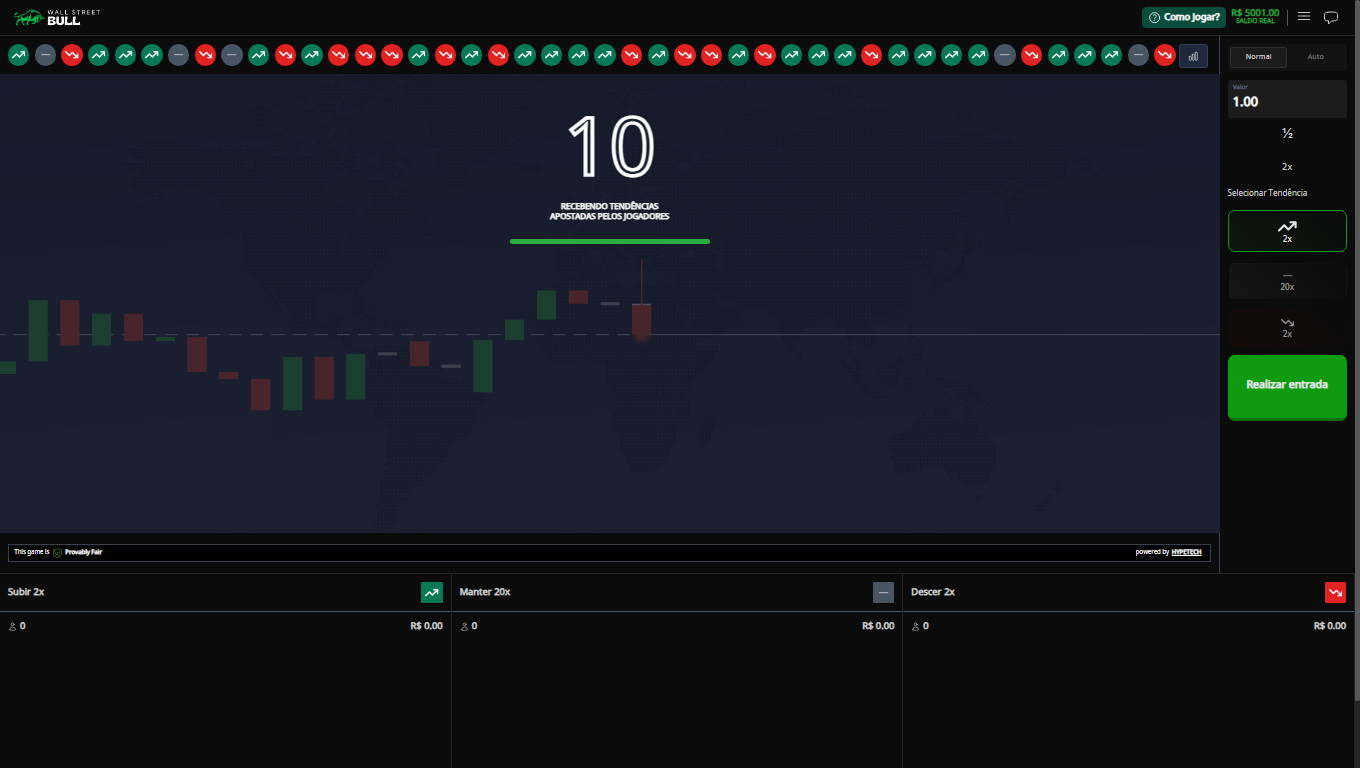 WALL STREET
BULL
Como Jogar?
R$ 5001.00
SALDO REAL
Normal
Auto
Valor
1.00
½
2x
Selecionar Tendência
2x
20x
2x
Realizar entrada
10
RECEBENDO TENDÊNCIAS
APOSTADAS PELOS JOGADORES
This game is Provably Fair
powered by HYPETECH
Subir 2x
Manter 20x
Descer 2x
0
R$ 0.00
0
R$ 0.00
0
R$ 0.00